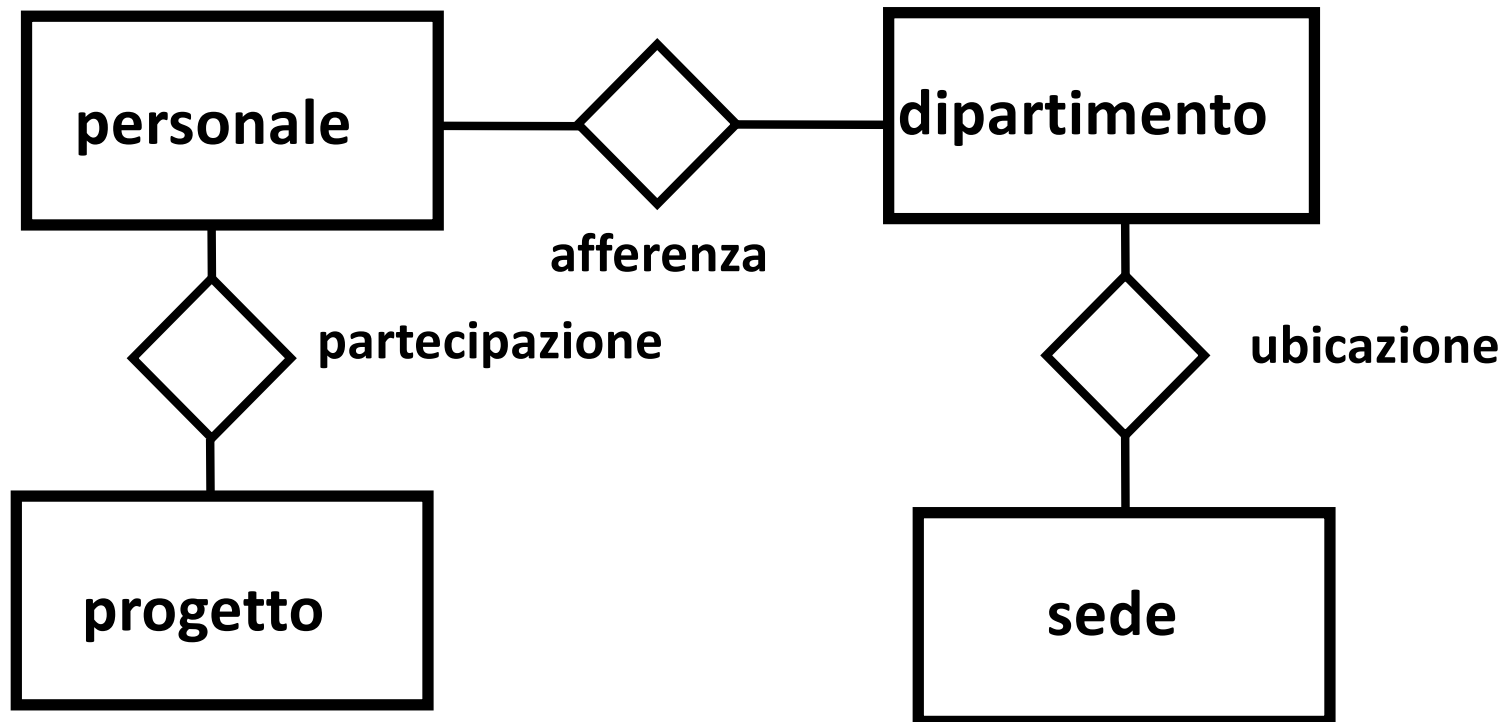 personale
dipartimento
afferenza
partecipazione
ubicazione
progetto
sede